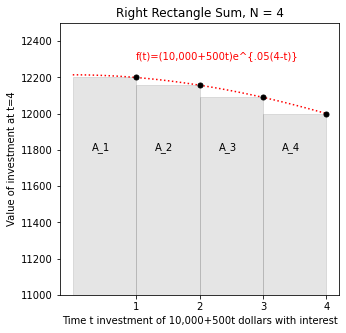 Right Rectangle Sum, N = 4
12400
12200
12000
11800
11600
11400
11200
11000
Value of investment at t=4
f(t)=(10,000+500t)e^{.05(4-t)}
A_1
A_2
A_3
A_4
1
2
3
4
Time t investment of 10,000+500t dollars with interest